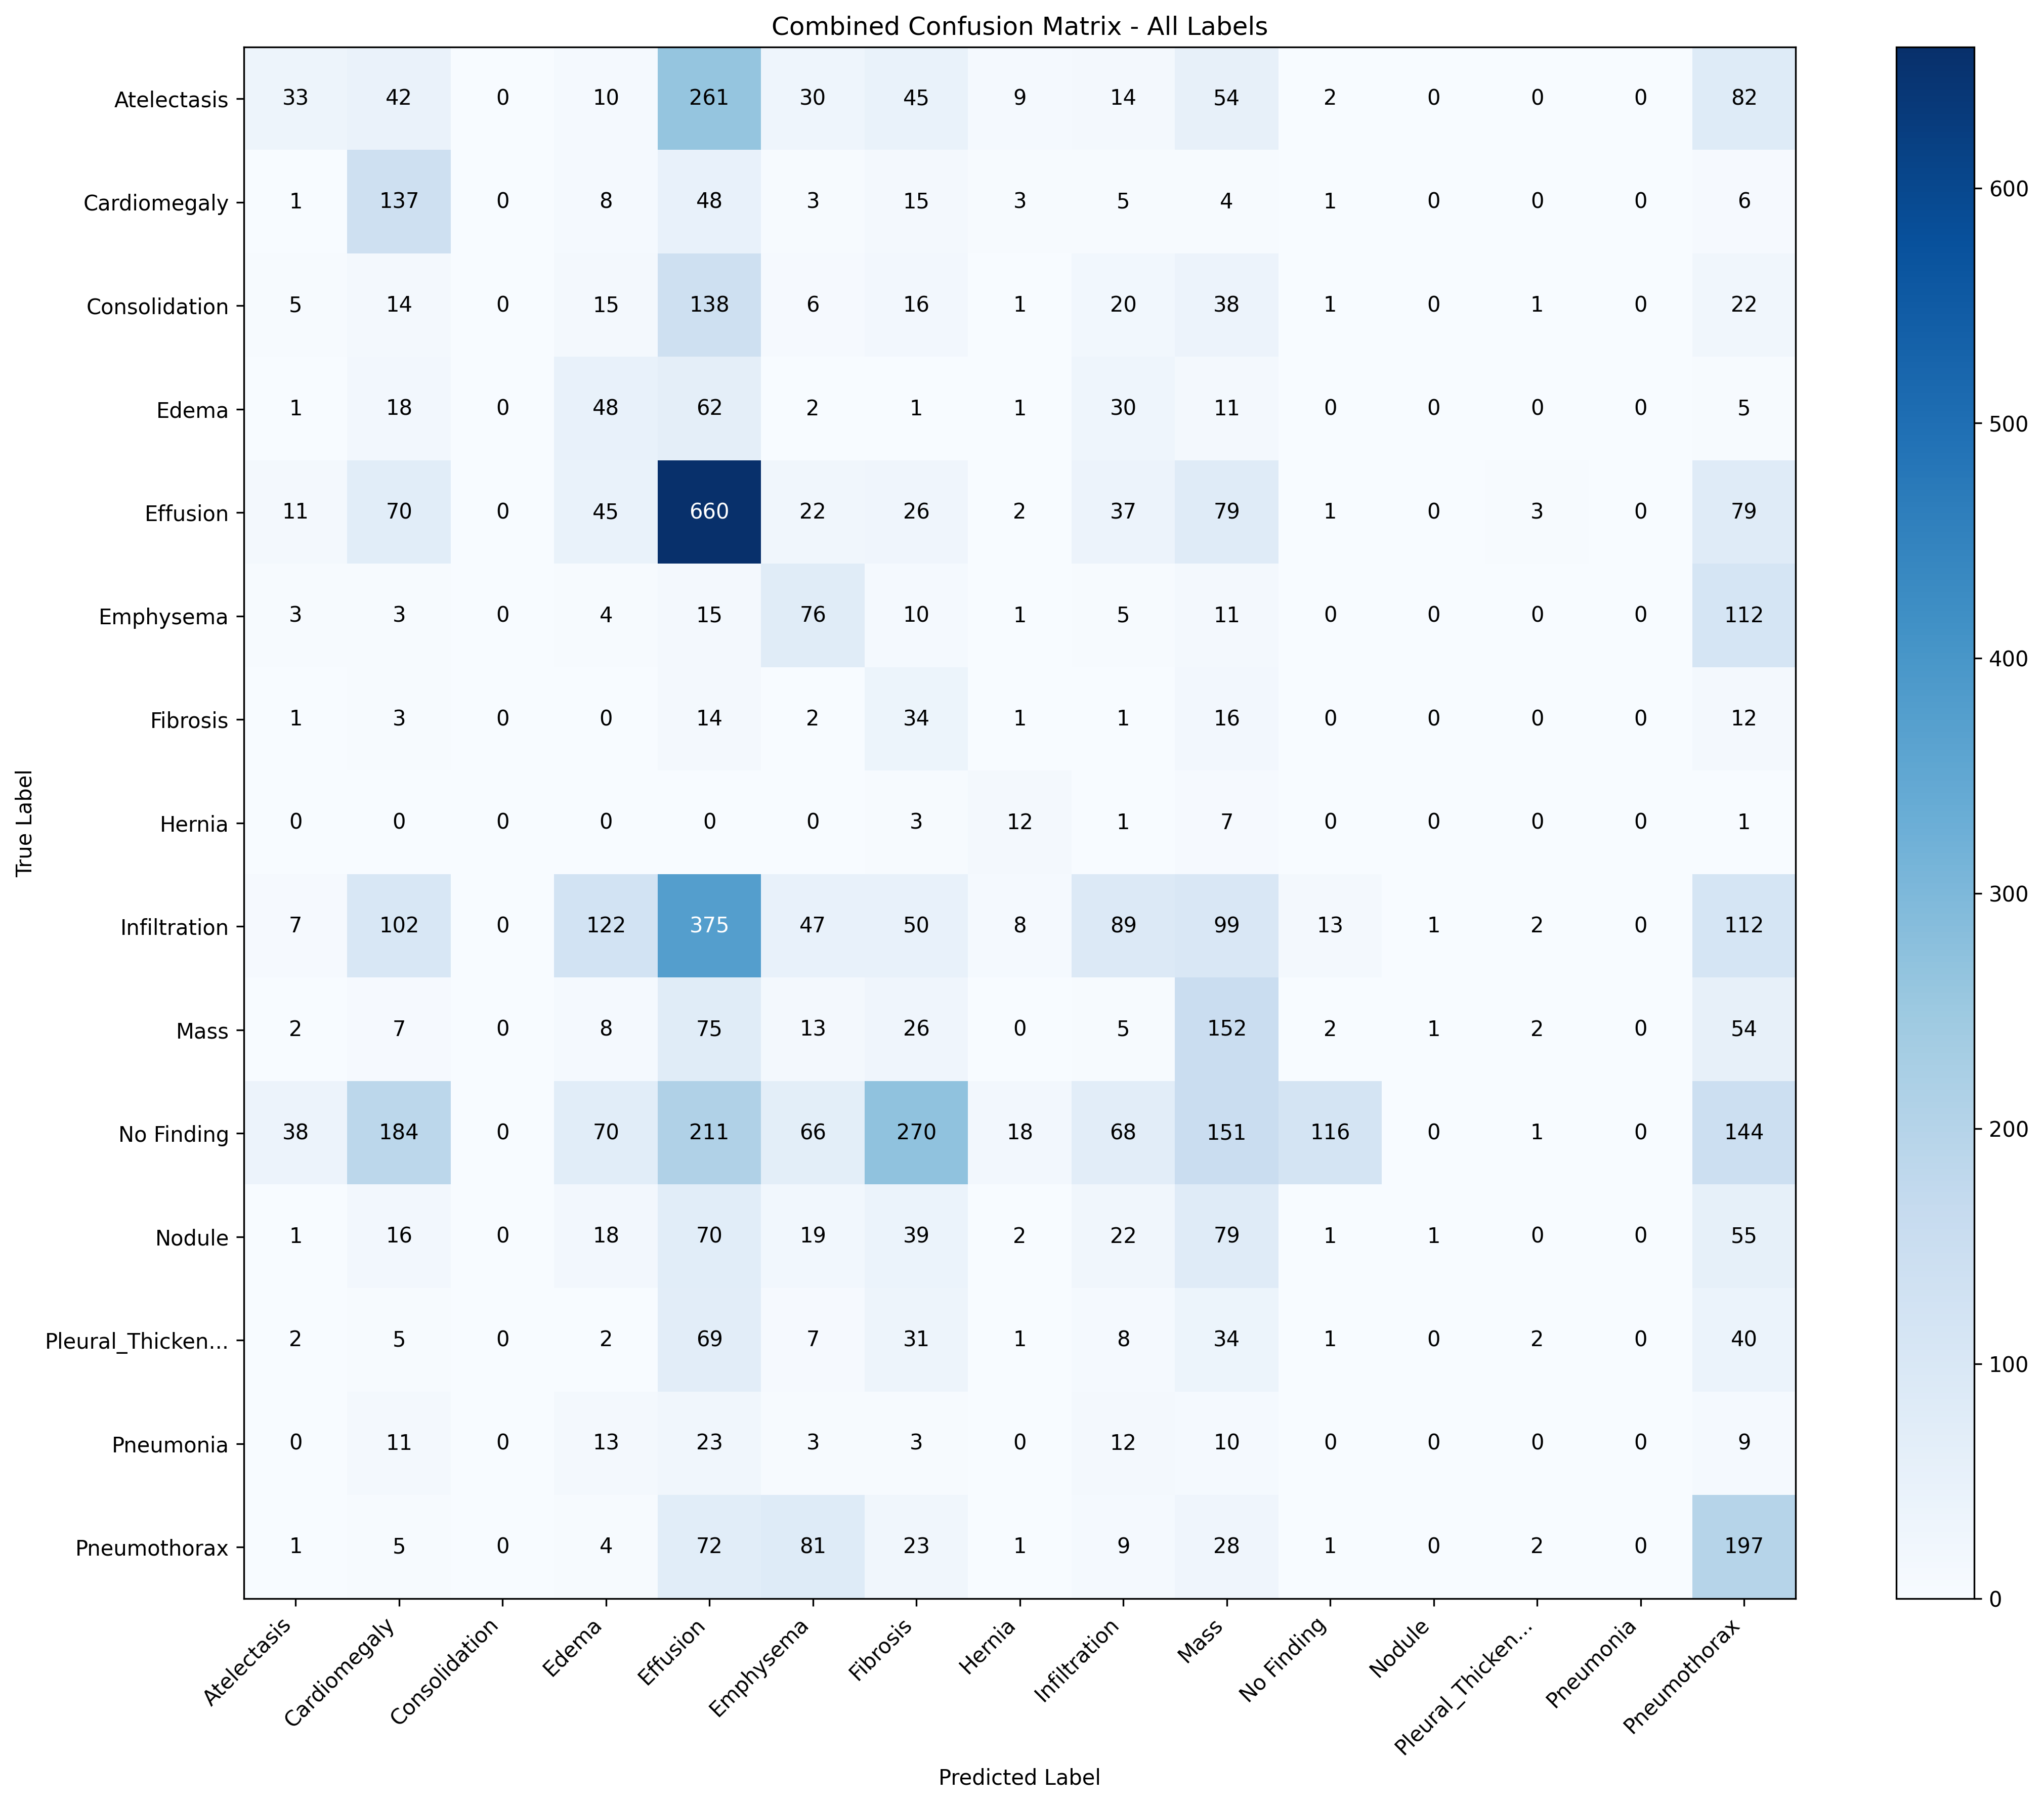 Combined Confusion Matrix - All Labels
Atelectasis 33 42 0 10 261 30 45 9 14 54 2 0 0 0 82
Cardiomegaly 1 137 0 8 48 3 15 3 5 4 1 0 0 0 6
600
Consolidation 5 14 0 15 138 6 16 1 20 38 1 0 1 0 22
Edema 1 18 0 48 62 2 1 1 30 11 0 0 0 0 5
500
Effusion 11 70 0 45 660 22 26 2 37 79 1 0 3 0 79
Emphysema 3 3 0 4 15 76 10 1 5 11 0 0 0 0 112
400
Fibrosis 1 3 0 0 14 2 34 1 1 16 0 0 0 0 12
True Label
Hernia 0 0 0 0 0 0 3 12 1 7 0 0 0 0 1
300
Infiltration 7 102 0 122 375 47 50 8 89 99 13 1 2 0 112
Mass 2 7 0 8 75 13 26 0 5 152 2 1 2 0 54
200
No Finding 38 184 0 70 211 66 270 18 68 151 116 0 1 0 144
Nodule 1 16 0 18 70 19 39 2 22 79 1 1 0 0 55
Pleural_Thicken... 2 5 0 2 69 7 31 1 8 34 1 0 2 0 40
100
Pneumonia 0 11 0 13 23 3 3 0 12 10 0 0 0 0 9
Pneumothorax 1 5 0 4 72 81 23 1 9 28 1 0 2 0 197
0
Atelectasis
Cardiomegaly
Consolidation
Edema
Effusion
Emphysema
Fibrosis
Hernia
Infiltration
Mass
No Finding
Nodule
Pleural_Thicken...
Pneumonia
Pneumothorax
Predicted Label